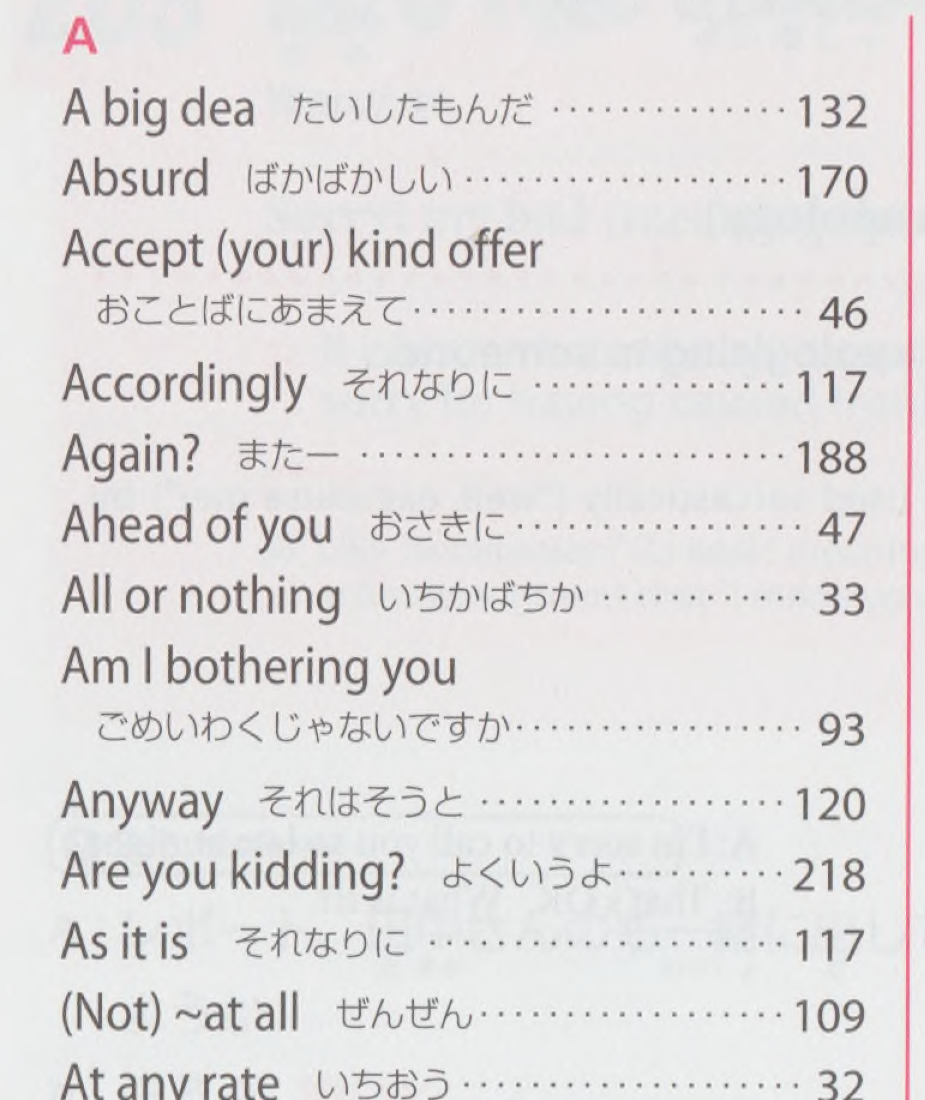 A
A big dea たいしたもんだ ‥‥‥‥‥‥‥ 132
Absurd ばかばかしい ‥‥‥‥‥‥‥‥‥ 170
Accept (your) kind offer
おことばにあまえて ‥‥‥‥‥‥‥‥‥‥ 46
Accordingly それなりに ‥‥‥‥‥‥‥ 117
Again? またー ‥‥‥‥‥‥‥‥‥‥‥‥ 188
Ahead of you おさきに ‥‥‥‥‥‥‥‥ 47
All or nothing いちかばちか ‥‥‥‥‥ 33
Am I bothering you
ごめいわくじゃないですか ‥‥‥‥‥‥‥ 93
Anyway それはそうと ‥‥‥‥‥‥‥‥ 120
Are you kidding? よくいうよ ‥‥‥‥ 218
As it is それなりに ‥‥‥‥‥‥‥‥‥ 117
(Not) ~at all ぜんぜん ‥‥‥‥‥‥‥ 109
At any rate いちおう ‥‥‥‥‥‥‥‥‥ 32